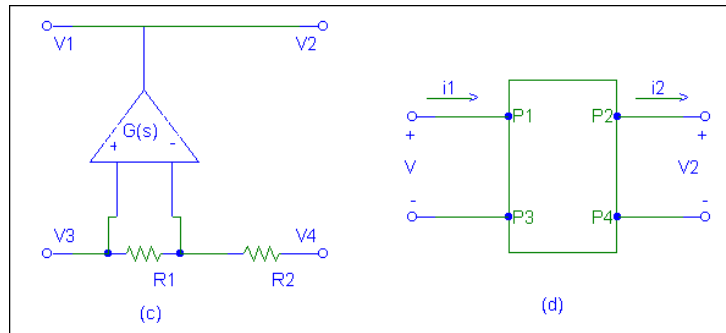 V1
V2
G(s)
+ -
V3
V4
R1
R2
(c)
i1
i2
P1
P2
+
+
V
V2
-
-
P3
P4
(d)